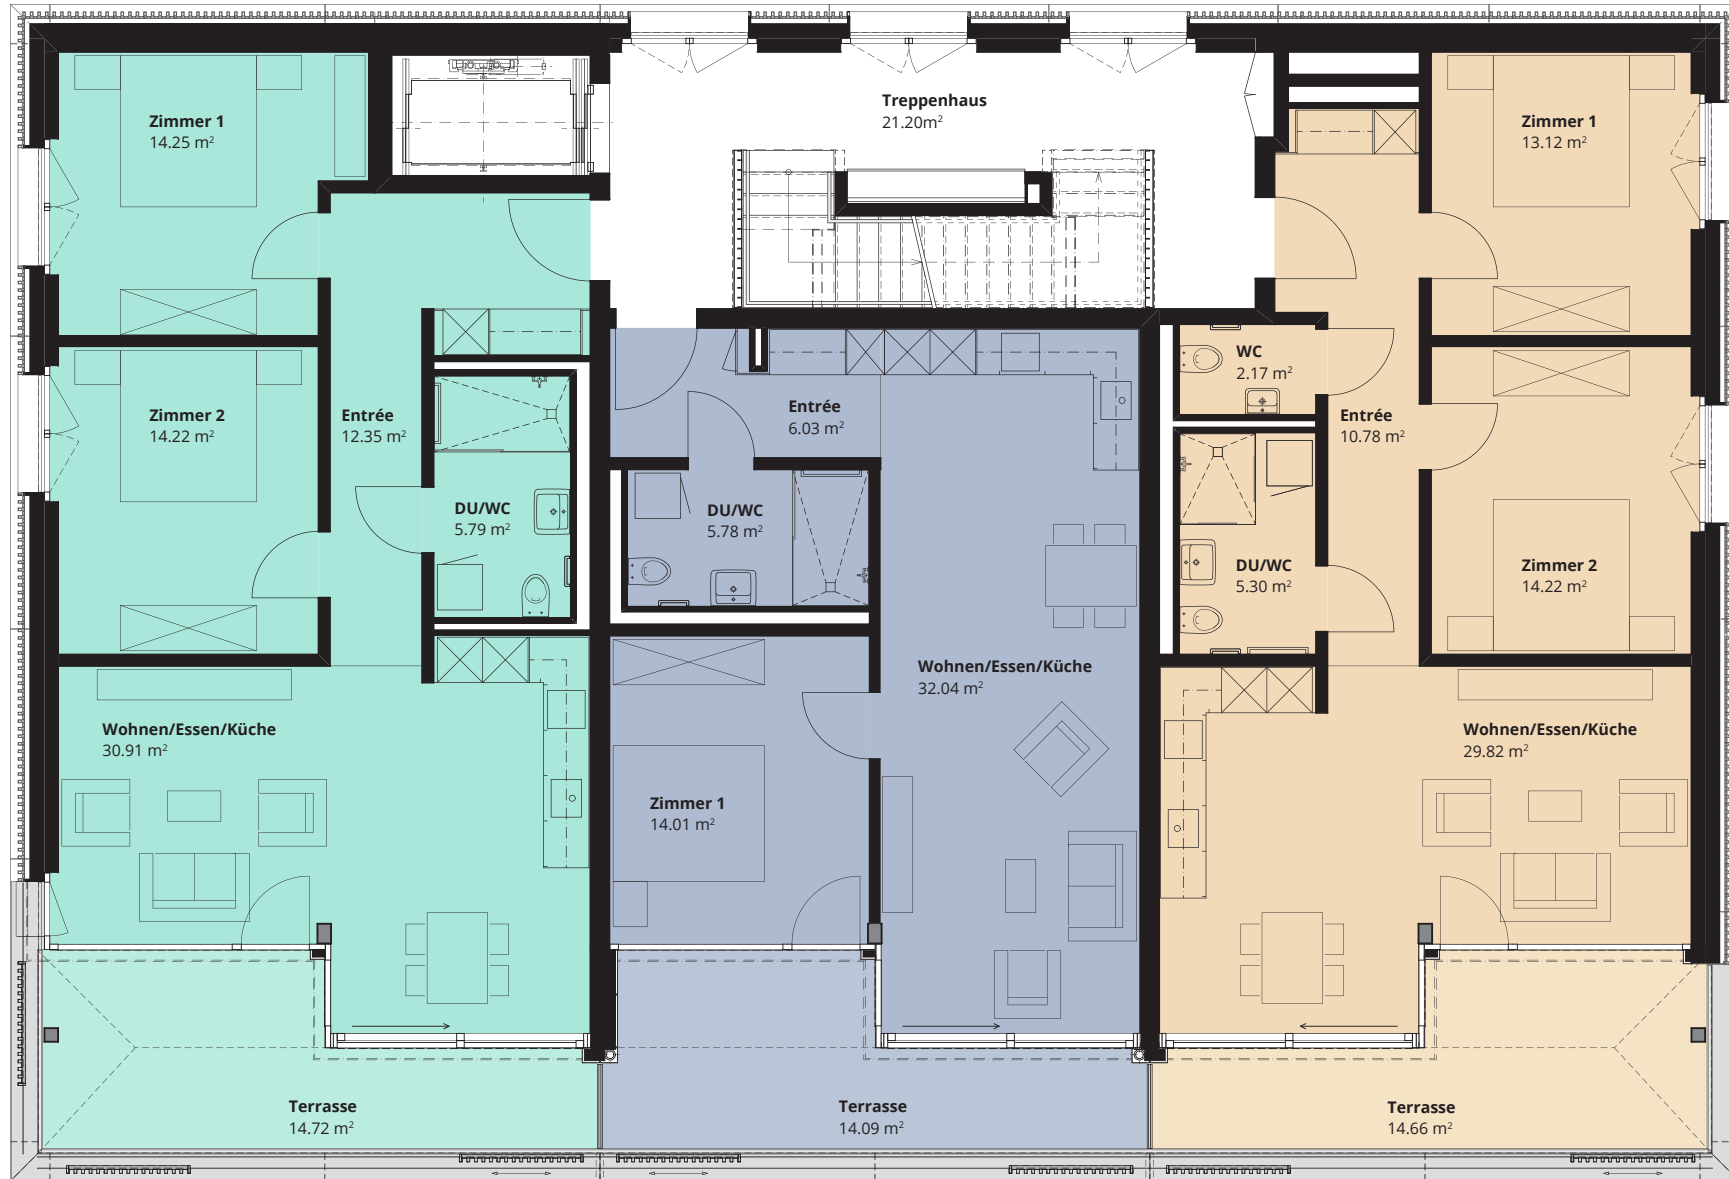 Treppenhaus
21.20m²
Zimmer 1
14.25 m²
Zimmer 1
13.12 m²
WC
2.17 m²
Zimmer 2
14.22 m²
Entrée
12.35 m²
Entrée
6.03 m²
Entrée
10.78 m²
DU/WC
5.79 m²
DU/WC
5.78 m²
DU/WC
5.30 m²
Zimmer 2
14.22 m²
Wohnen/Essen/Küche
32.04 m²
Wohnen/Essen/Küche
30.91 m²
Wohnen/Essen/Küche
29.82 m²
Zimmer 1
14.01 m²
Terrasse
14.72 m²
Terrasse
14.09 m²
Terrasse
14.66 m²